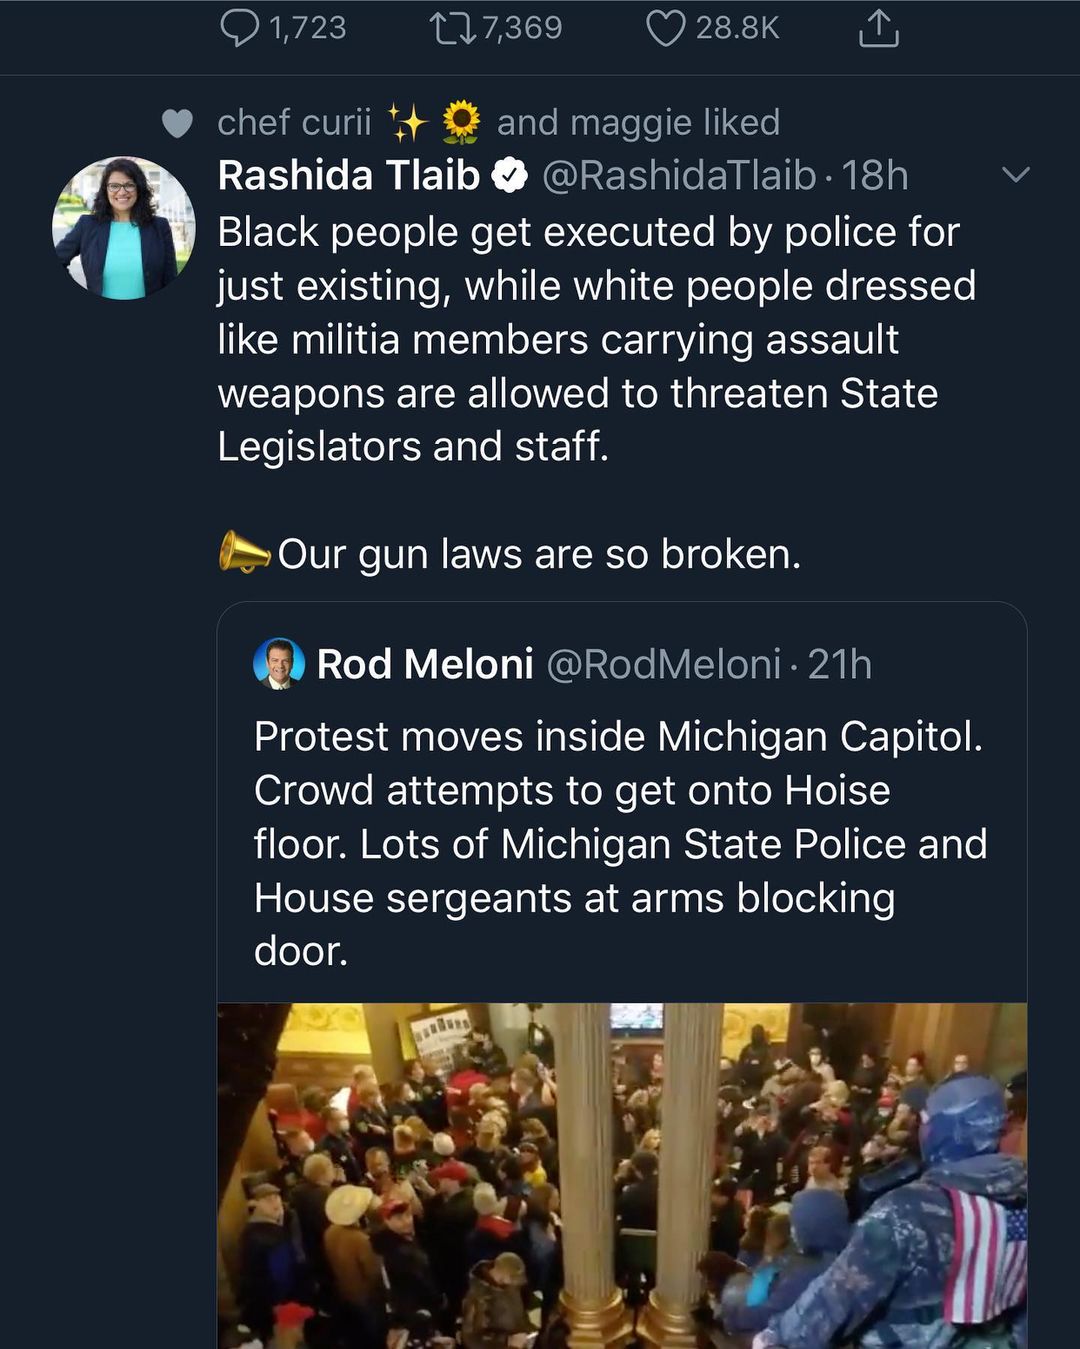 1,723 7,369 28.8K
chef curii ✨ 🌻 and maggie liked
Rashida Tlaib @RashidaTlaib · 18h
Black people get executed by police for
just existing, while white people dressed
like militia members carrying assault
weapons are allowed to threaten State
Legislators and staff.
📣Our gun laws are so broken.
Rod Meloni @RodMeloni · 21h
Protest moves inside Michigan Capitol.
Crowd attempts to get onto Hoise
floor. Lots of Michigan State Police and
House sergeants at arms blocking
door.